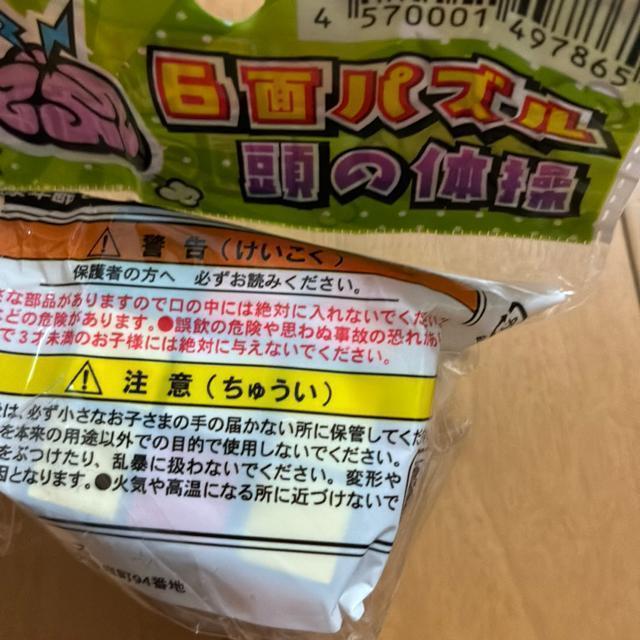 4 570001 497865
6面パズル
頭の体操
警告(けいこく)
保護者の方へ 必ずお読みください。
さな部品がありますので口の中には絶対に入れないでくだ
などの危険があります。●誤飲の危険や思わぬ事故の恐れが
で3才未満のお子様には絶対に与えないでください。
注意(ちゅうい)
は、必ず小さなお子さまの手の届かない所に保管してくだ
を本来の用途以外での目的で使用しないでください。
をぶつけたり、乱暴に扱わないでください。変形や
因となります。●火気や高温になる所に近づけないで
町94番地